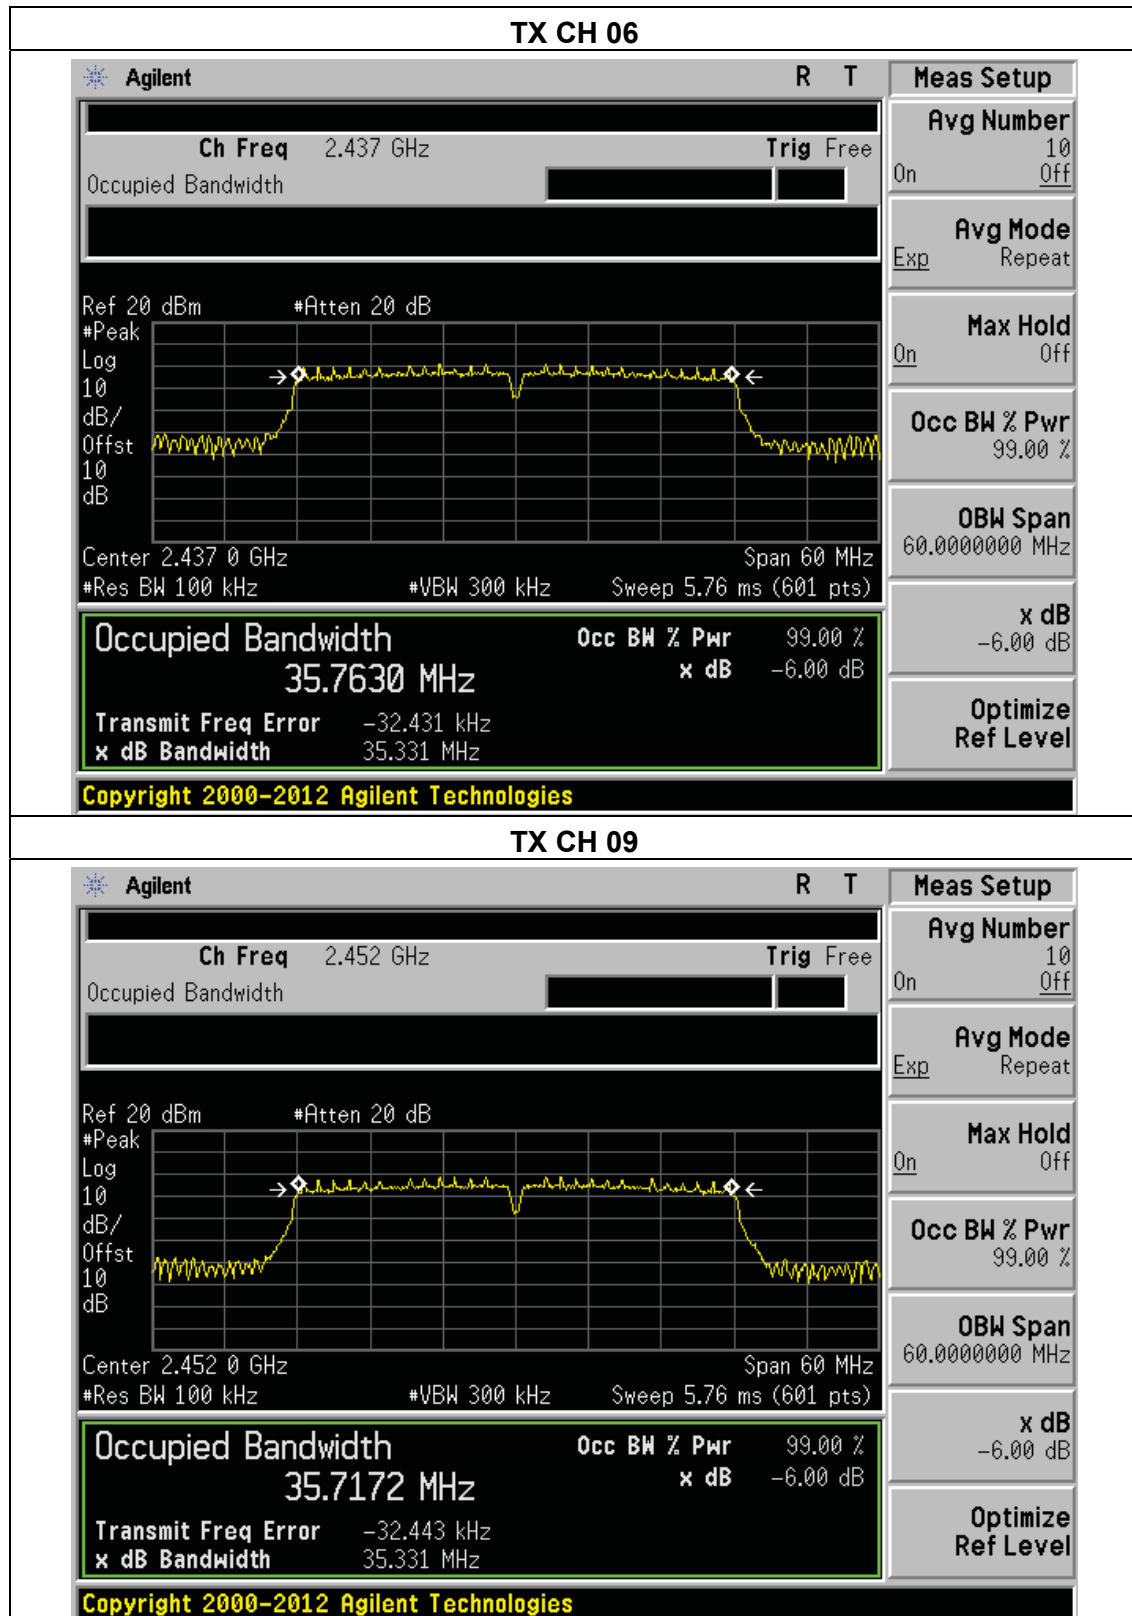 TX CH 06
Agilent R T Meas Setup
Ch Freq 2.437 GHz Trig Free
Occupied Bandwidth
Avg Number
10
On Off
Avg Mode
Exp Repeat
Max Hold
On Off
Occ BW % Pwr
99.00 %
OBW Span
60.0000000 MHz
x dB
-6.00 dB
Optimize
Ref Level
Ref 20 dBm #Atten 20 dB
#Peak
Log
10
dB/
Offst
10
dB
Center 2.437 0 GHz Span 60 MHz
#Res BW 100 kHz #VBW 300 kHz Sweep 5.76 ms (601 pts)
Occupied Bandwidth Occ BW % Pwr 99.00 %
35.7630 MHz x dB -6.00 dB
Transmit Freq Error -32.431 kHz
x dB Bandwidth 35.331 MHz
Copyright 2000-2012 Agilent Technologies
TX CH 09
Agilent R T Meas Setup
Ch Freq 2.452 GHz Trig Free
Occupied Bandwidth
Avg Number
10
On Off
Avg Mode
Exp Repeat
Max Hold
On Off
Occ BW % Pwr
99.00 %
OBW Span
60.0000000 MHz
x dB
-6.00 dB
Optimize
Ref Level
Ref 20 dBm #Atten 20 dB
#Peak
Log
10
dB/
Offst
10
dB
Center 2.452 0 GHz Span 60 MHz
#Res BW 100 kHz #VBW 300 kHz Sweep 5.76 ms (601 pts)
Occupied Bandwidth Occ BW % Pwr 99.00 %
35.7172 MHz x dB -6.00 dB
Transmit Freq Error -32.443 kHz
x dB Bandwidth 35.331 MHz
Copyright 2000-2012 Agilent Technologies